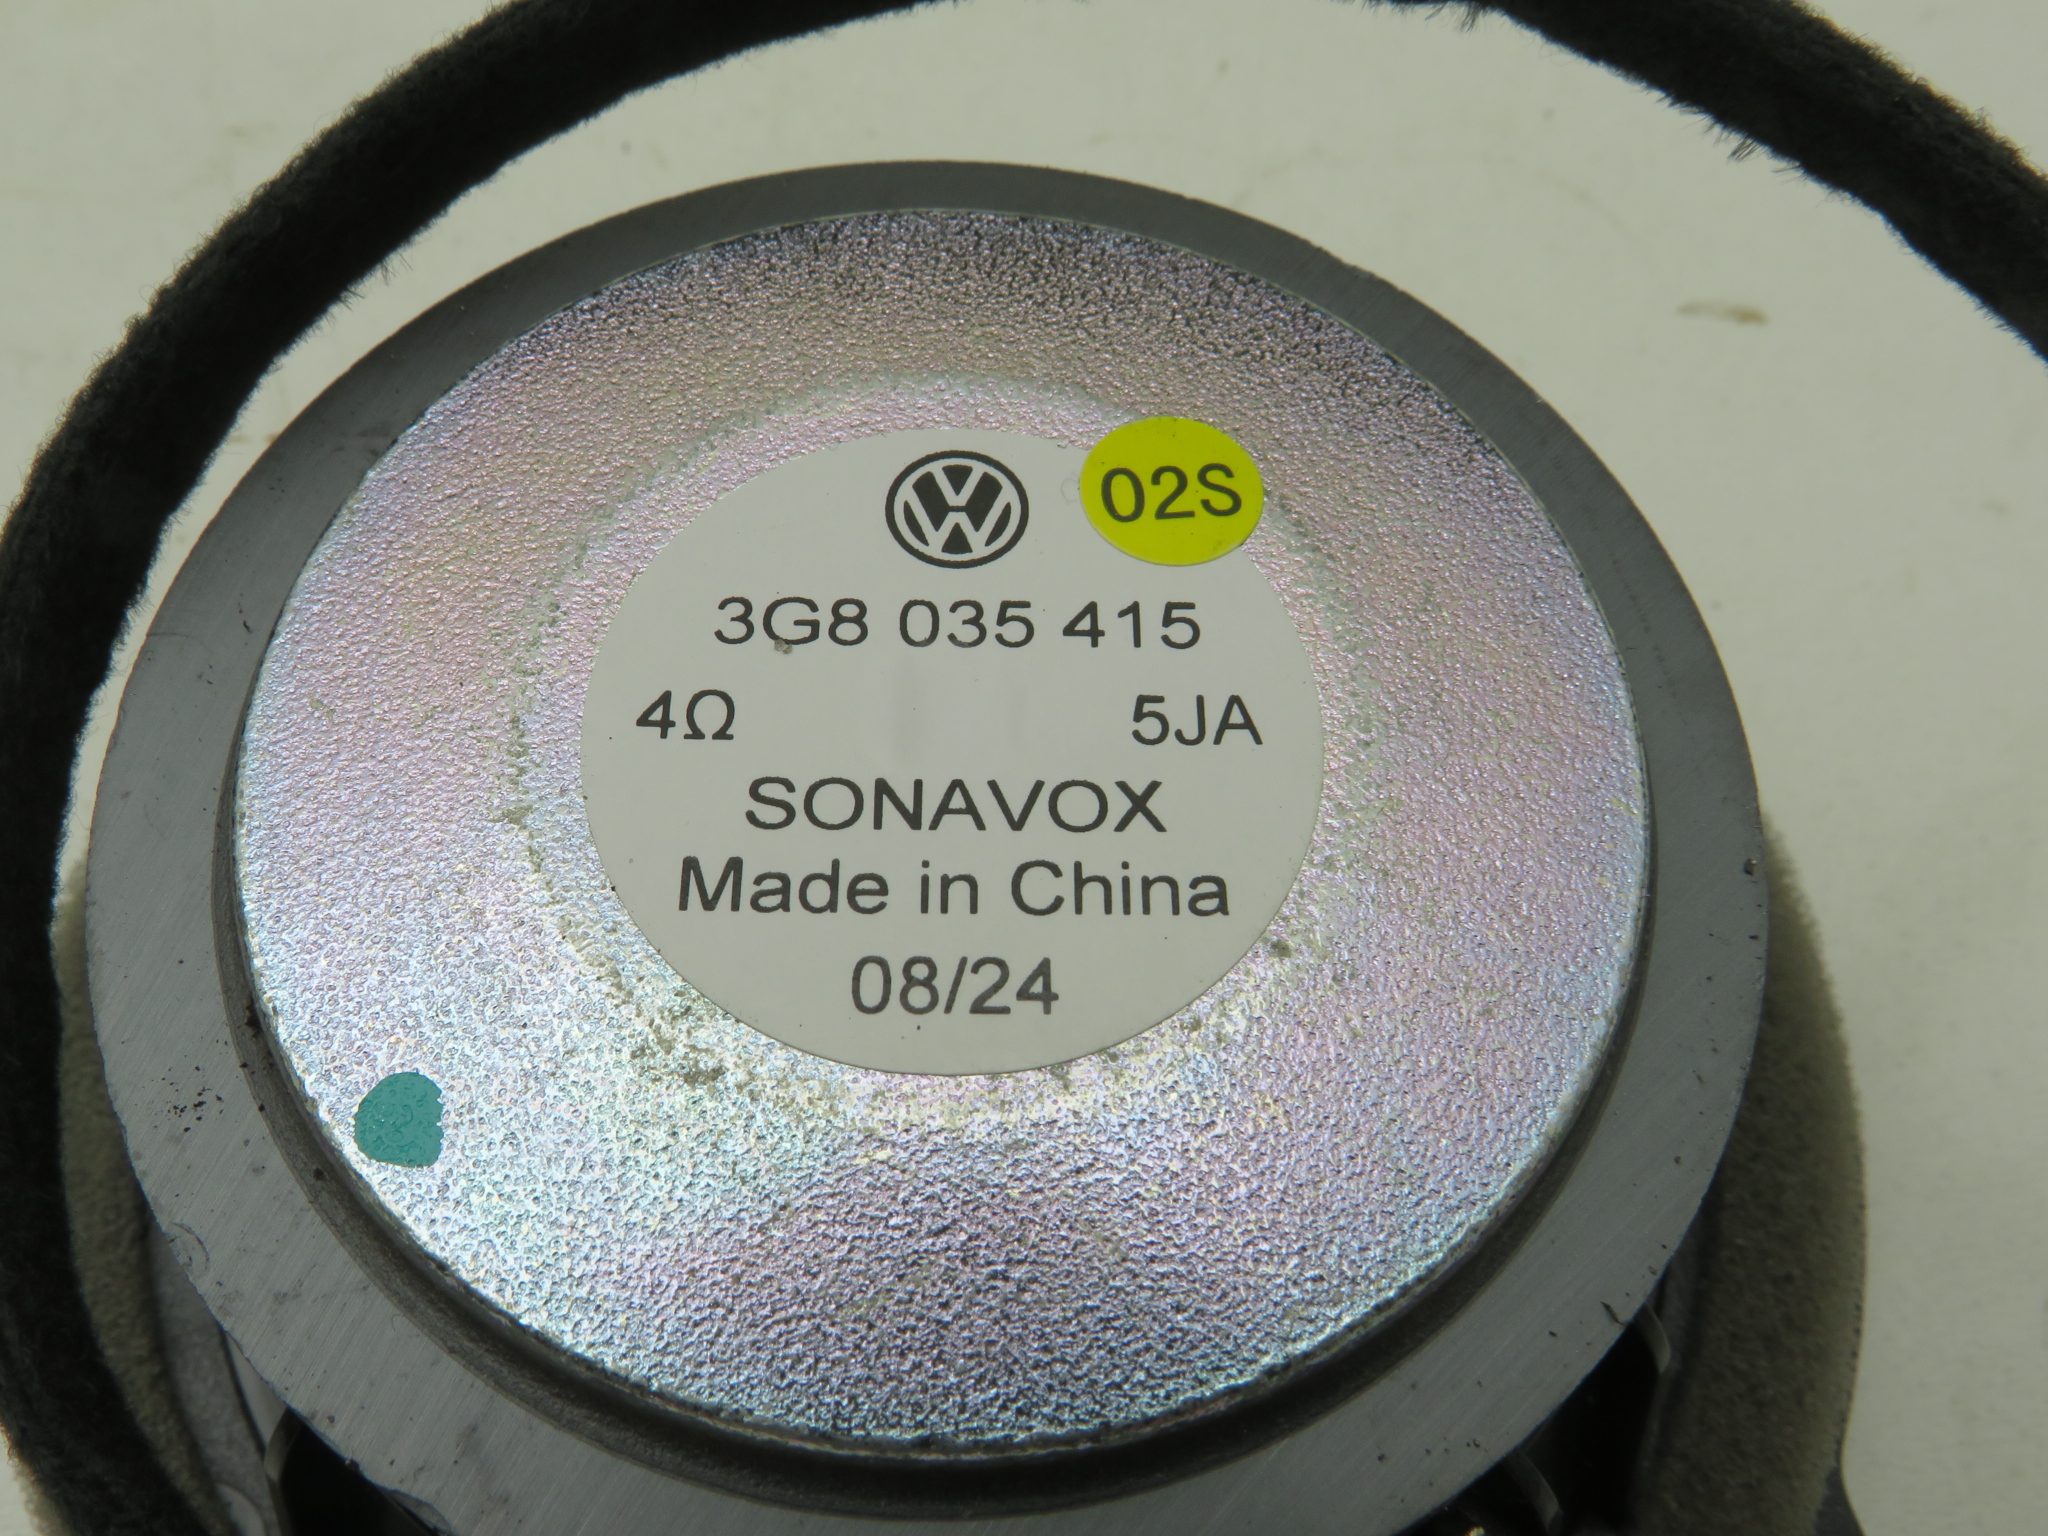 02S
3G8 035 415
4Ω 5JA
SONAVOX
Made in China
08/24